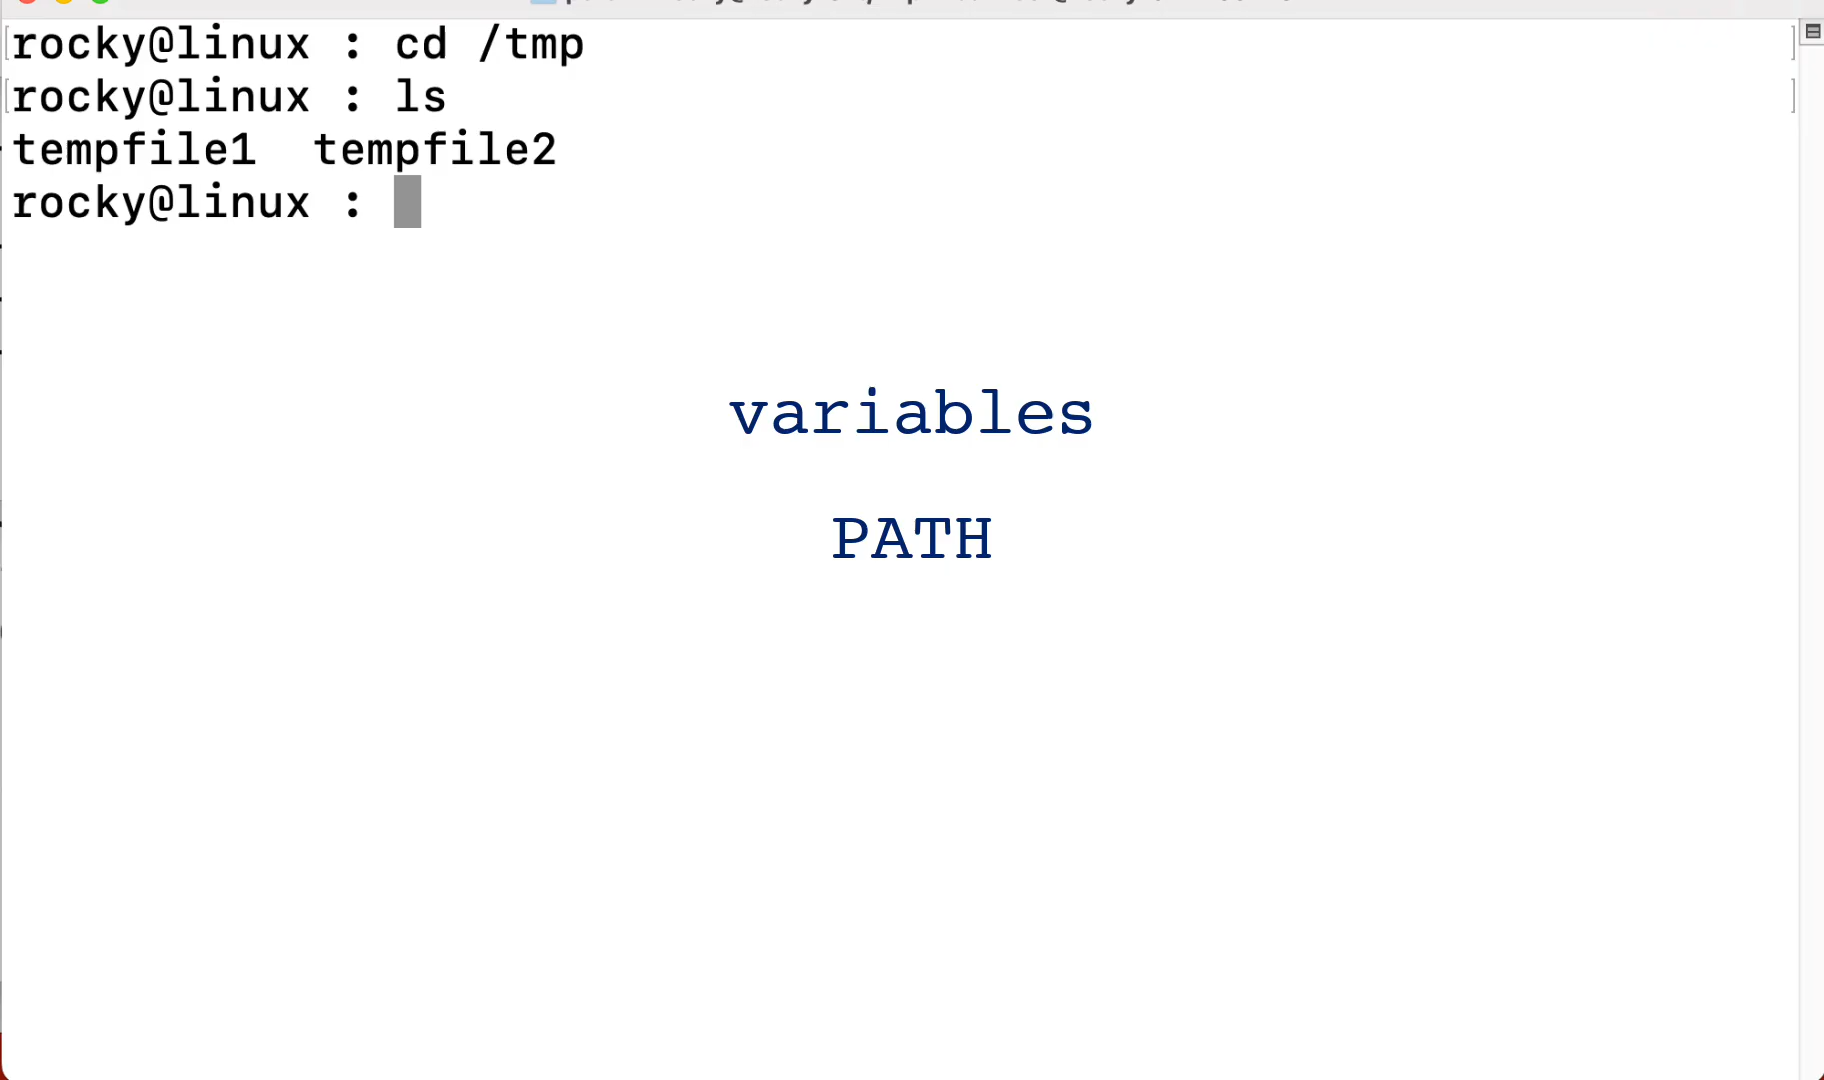 rocky@linux : cd /tmp
rocky@linux : ls
tempfile1  tempfile2
rocky@linux :
variables
PATH